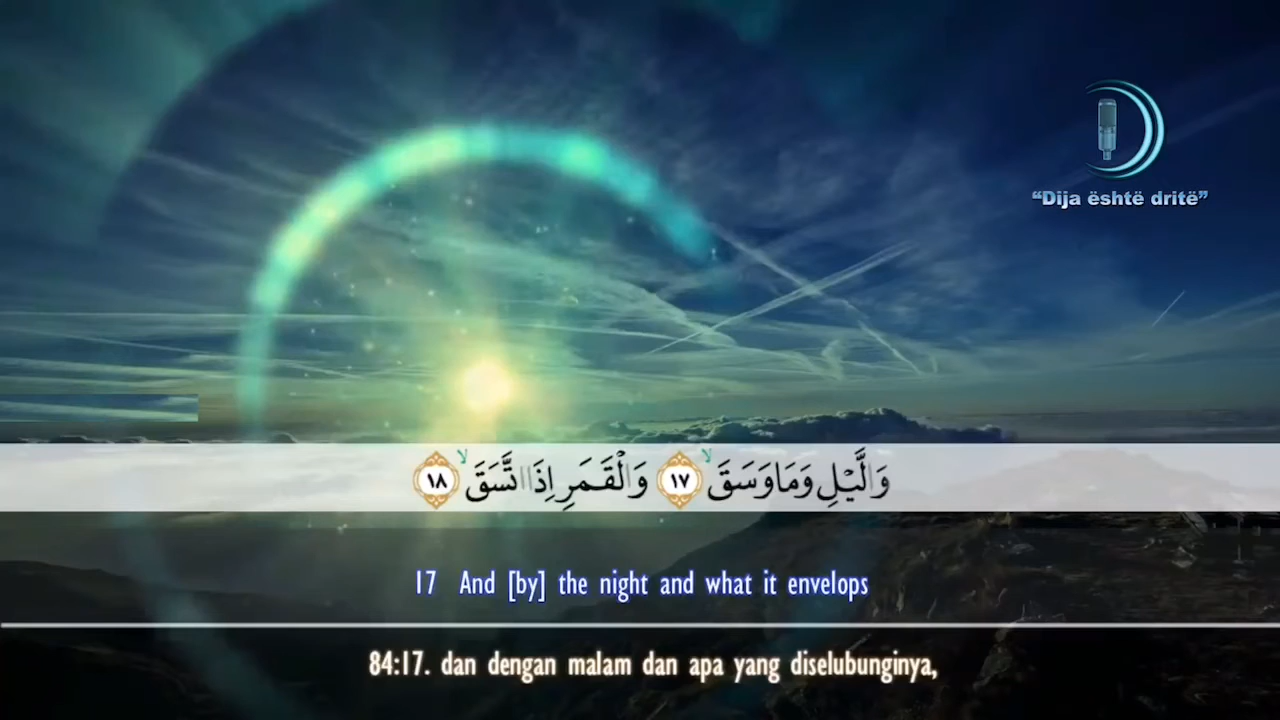 “Dija është dritë”
وَالَّيْلِ وَمَا وَسَقَ ۙ ١٧ وَالْقَمَرِ اِذَا اتَّسَقَ ۙ ١٨
17 And [by] the night and what it envelops
84:17. dan dengan malam dan apa yang diselubunginya,